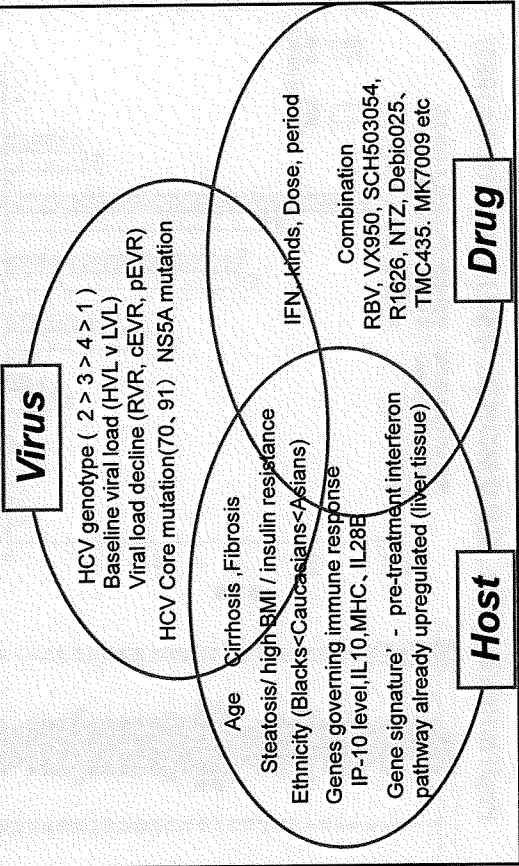 Virus
HCV genotype ( 2 > 3 > 4 > 1 )
Baseline viral load (HVL v LVL)
Viral load decline (RVR, cEVR, pEVR)
HCV Core mutation(70、91) NS5A mutation
Age Cirrhosis ,Fibrosis
Steatosis/ high BMI / insulin resistance
Ethnicity (Blacks<Caucasians<Asians)
Genes governing immune response
IP-10 level,IL10,MHC、IL28B
Gene signature' - pre-treatment interferon
pathway already upregulated (liver tissue)
Host
IFN, kinds, Dose, period
Combination
RBV, VX950, SCH503054,
R1626, NTZ, Debio025、
TMC435. MK7009 etc
Drug